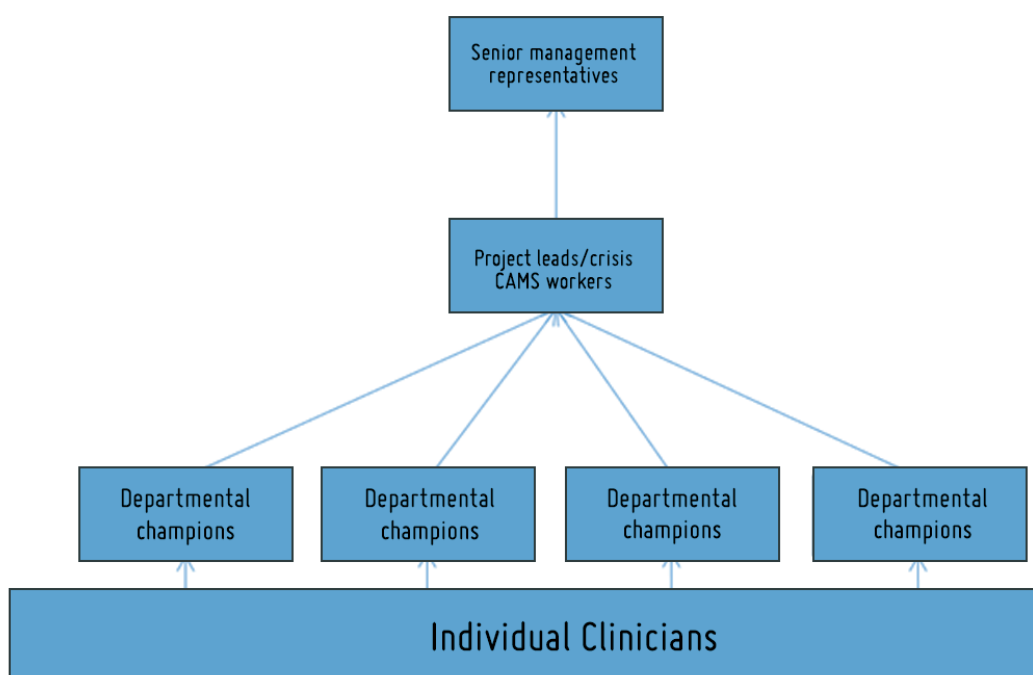 Senior management
representatives
Project leads/crisis
CAMS workers
Departmental
champions
Departmental
champions
Departmental
champions
Departmental
champions
Individual Clinicians